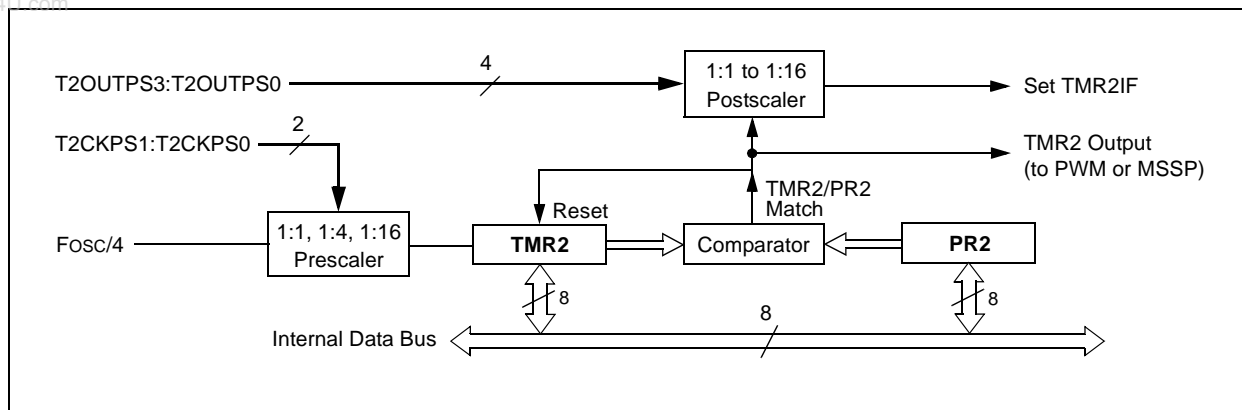 4U.com
4
1:1 to 1:16
Postscaler
T2OUTPS3:T2OUTPS0
Set TMR2IF
2
T2CKPS1:T2CKPS0
TMR2 Output
(to PWM or MSSP)
TMR2/PR2
Match
Reset
1:1, 1:4, 1:16
Prescaler
FOSC/4
TMR2
Comparator
PR2
8
8
8
Internal Data Bus